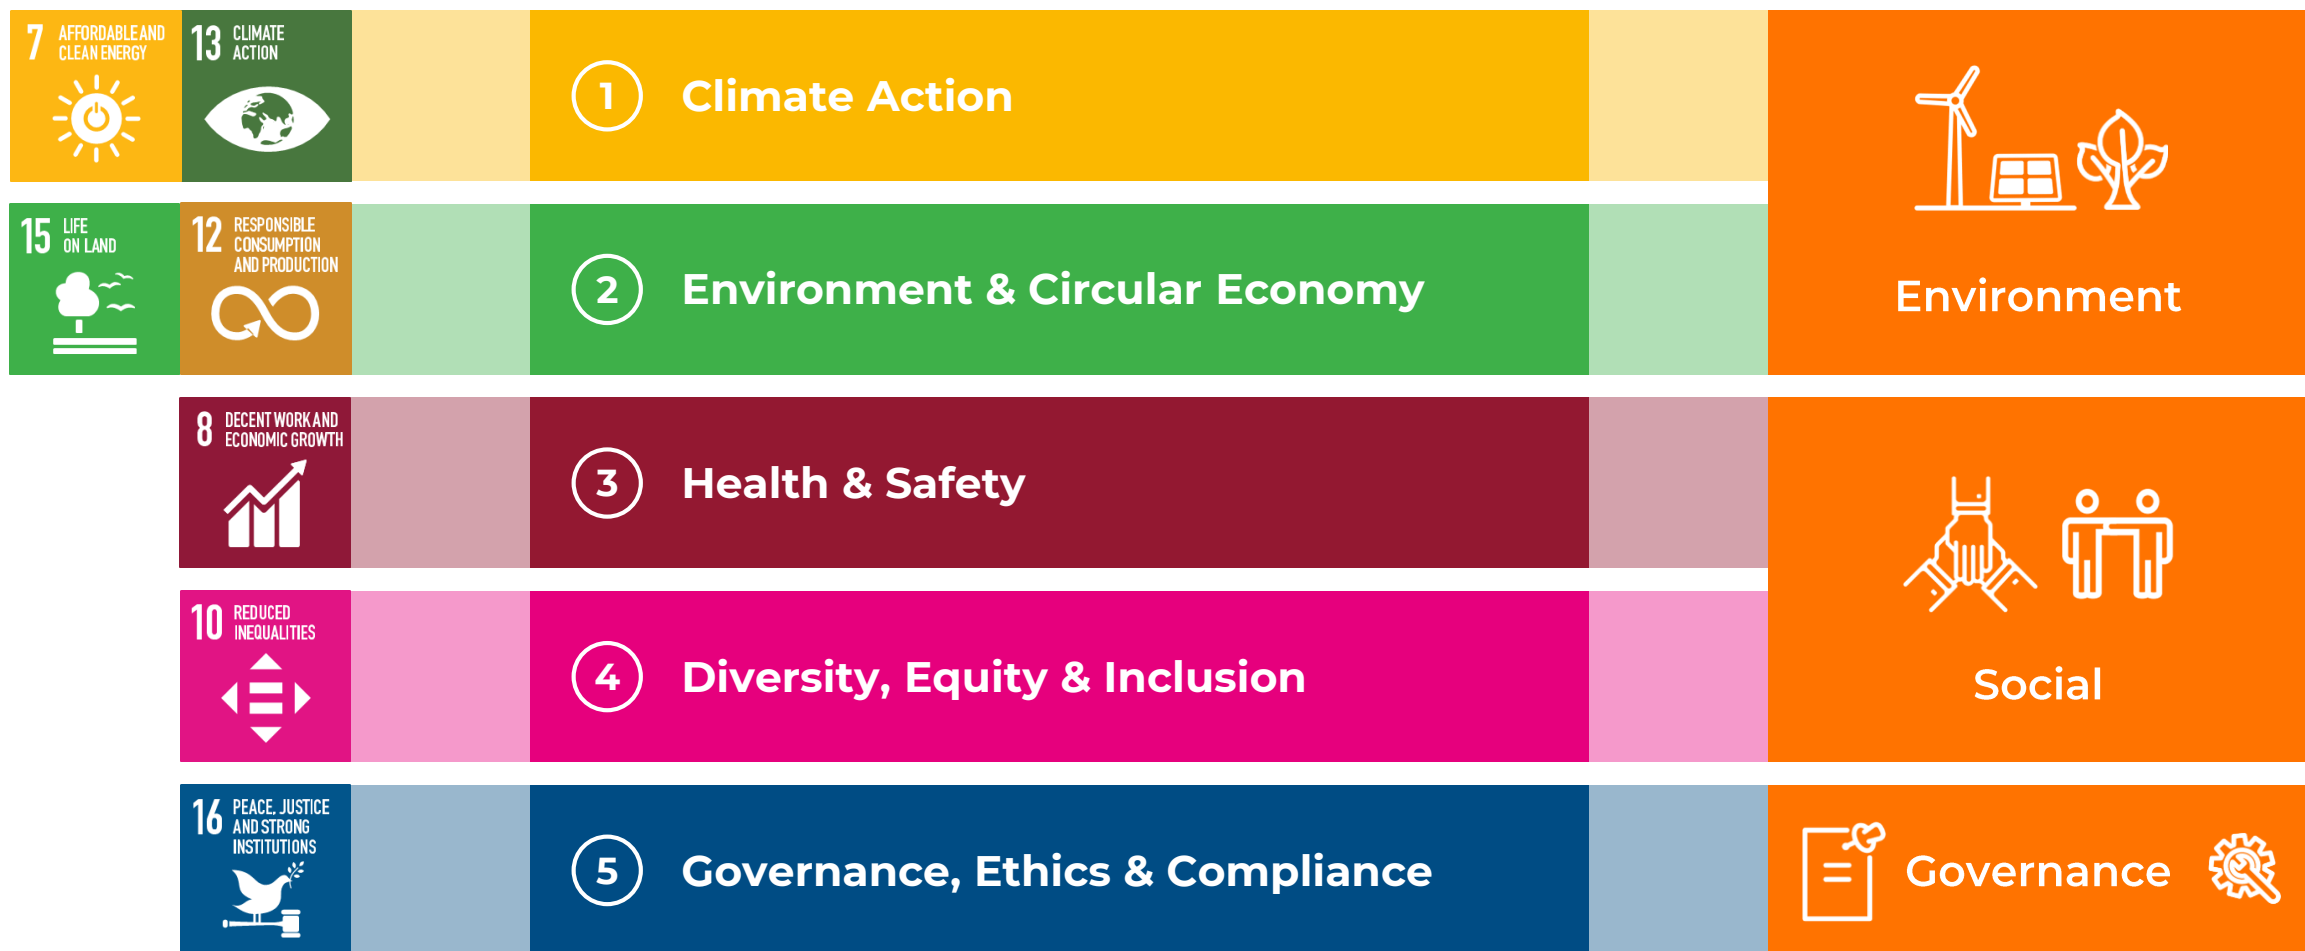 7 AFFORDABLE AND
CLEAN ENERGY
13 CLIMATE
ACTION
1 Climate Action
15 LIFE
ON LAND
12 RESPONSIBLE
CONSUMPTION
AND PRODUCTION
2 Environment & Circular Economy
Environment
8 DECENT WORK AND
ECONOMIC GROWTH
3 Health & Safety
10 REDUCED
INEQUALITIES
4 Diversity, Equity & Inclusion
Social
16 PEACE, JUSTICE
AND STRONG
INSTITUTIONS
5 Governance, Ethics & Compliance
Governance